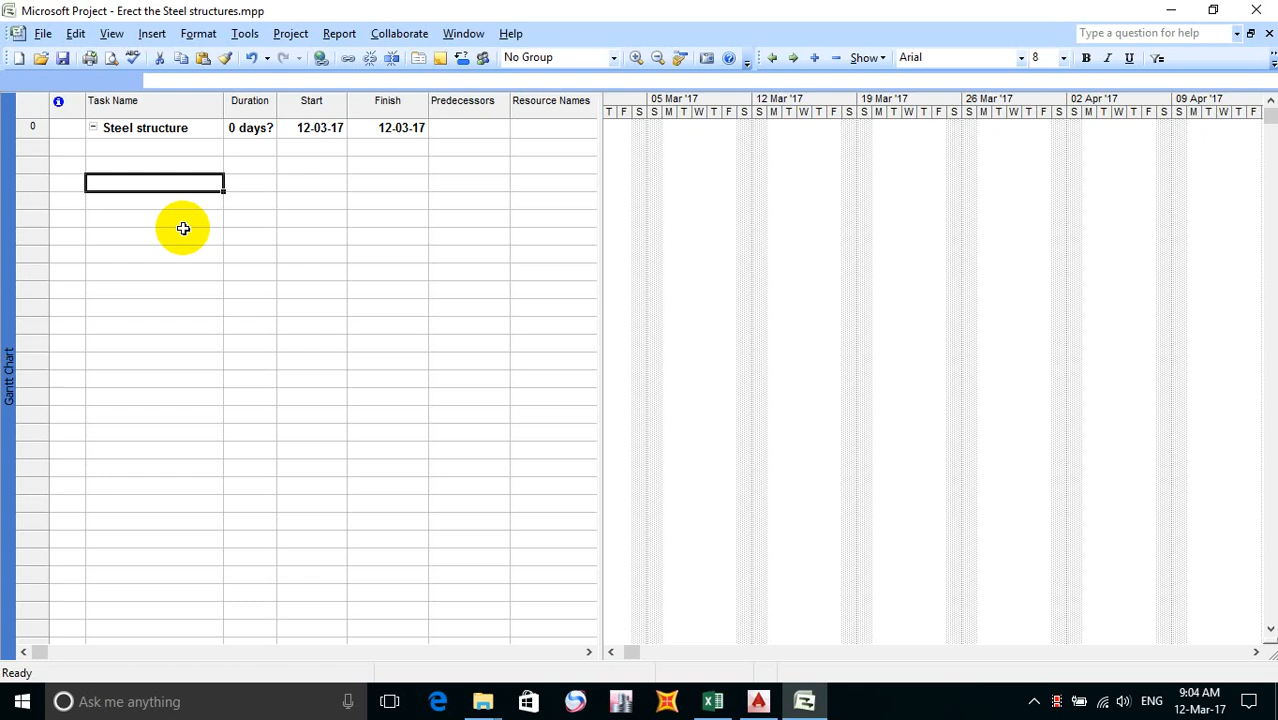 Microsoft Project - Erect the Steel structures.mpp
File Edit View Insert Format Tools Project Report Collaborate Window Help
Type a question for help
No Group
Show
Arial
8
B I U
Task Name Duration Start Finish Predecessors Resource Names
05 Mar '17 12 Mar '17 19 Mar '17 26 Mar '17 02 Apr '17 09 Apr '17
T F S S M T W T F S S M T W T F S S M T W T F S S M T W T F S S M T W T F S S M T W T F
0 Steel structure 0 days? 12-03-17 12-03-17
Gantt Chart
Ready
Ask me anything
ENG
9:04 AM
12-Mar-17